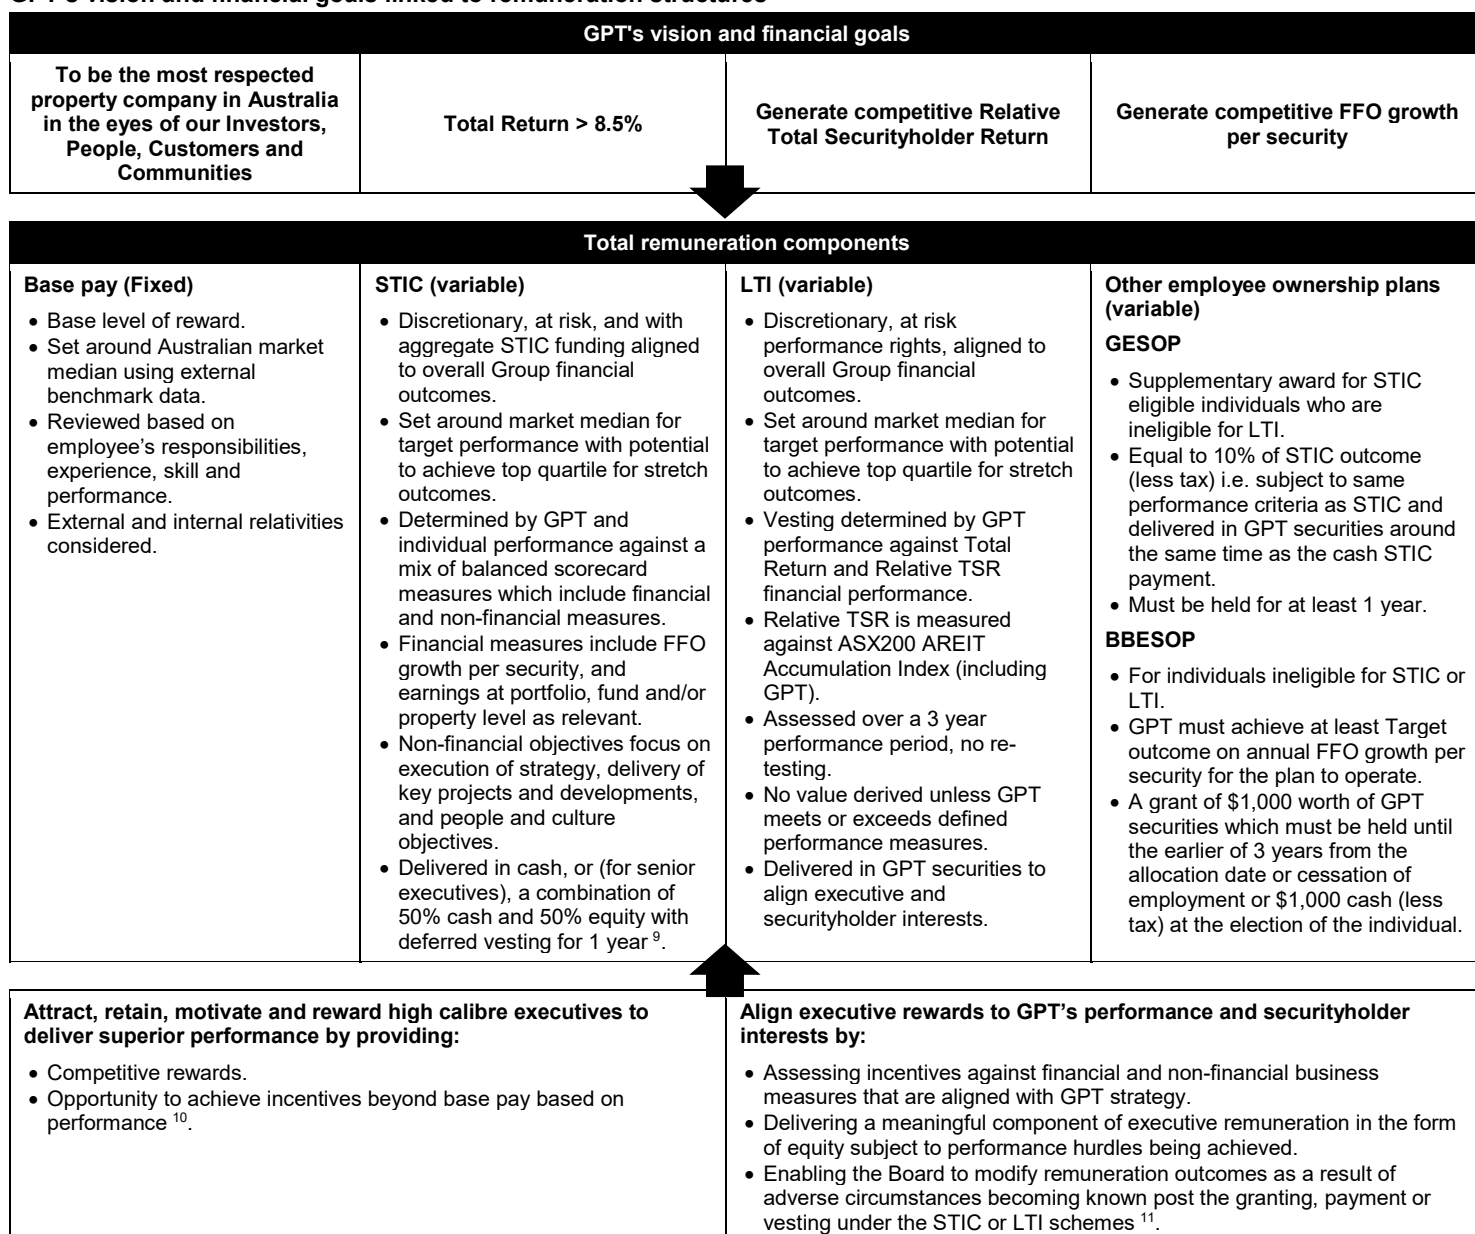 GPT's vision and financial goals linked to remuneration structures
GPT's vision and financial goals
To be the most respected
property company in Australia
in the eyes of our Investors,
People, Customers and
Communities
Total Return > 8.5%
Generate competitive Relative
Total Securityholder Return
Generate competitive FFO growth
per security
Total remuneration components
Base pay (Fixed)
• Base level of reward.
• Set around Australian market
median using external
benchmark data.
• Reviewed based on
employee’s responsibilities,
experience, skill and
performance.
• External and internal relativities
considered.
STIC (variable)
• Discretionary, at risk, and with
aggregate STIC funding aligned
to overall Group financial
outcomes.
• Set around market median for
target performance with potential
to achieve top quartile for stretch
outcomes.
• Determined by GPT and
individual performance against a
mix of balanced scorecard
measures which include financial
and non-financial measures.
• Financial measures include FFO
growth per security, and
earnings at portfolio, fund and/or
property level as relevant.
• Non-financial objectives focus on
execution of strategy, delivery of
key projects and developments,
and people and culture
objectives.
• Delivered in cash, or (for senior
executives), a combination of
50% cash and 50% equity with
deferred vesting for 1 year 9.
LTI (variable)
• Discretionary, at risk
performance rights, aligned to
overall Group financial
outcomes.
• Set around market median for
target performance with potential
to achieve top quartile for stretch
outcomes.
• Vesting determined by GPT
performance against Total
Return and Relative TSR
financial performance.
• Relative TSR is measured
against ASX200 AREIT
Accumulation Index (including
GPT).
• Assessed over a 3 year
performance period, no re-
testing.
• No value derived unless GPT
meets or exceeds defined
performance measures.
• Delivered in GPT securities to
align executive and
securityholder interests.
Other employee ownership plans
(variable)
GESOP
• Supplementary award for STIC
eligible individuals who are
ineligible for LTI.
• Equal to 10% of STIC outcome
(less tax) i.e. subject to same
performance criteria as STIC and
delivered in GPT securities around
the same time as the cash STIC
payment.
• Must be held for at least 1 year.
BBESOP
• For individuals ineligible for STIC or
LTI.
• GPT must achieve at least Target
outcome on annual FFO growth per
security for the plan to operate.
• A grant of $1,000 worth of GPT
securities which must be held until
the earlier of 3 years from the
allocation date or cessation of
employment or $1,000 cash (less
tax) at the election of the individual.
Attract, retain, motivate and reward high calibre executives to
deliver superior performance by providing:
• Competitive rewards.
• Opportunity to achieve incentives beyond base pay based on
performance 10.
Align executive rewards to GPT’s performance and securityholder
interests by:
• Assessing incentives against financial and non-financial business
measures that are aligned with GPT strategy.
• Delivering a meaningful component of executive remuneration in the form
of equity subject to performance hurdles being achieved.
• Enabling the Board to modify remuneration outcomes as a result of
adverse circumstances becoming known post the granting, payment or
vesting under the STIC or LTI schemes 11.